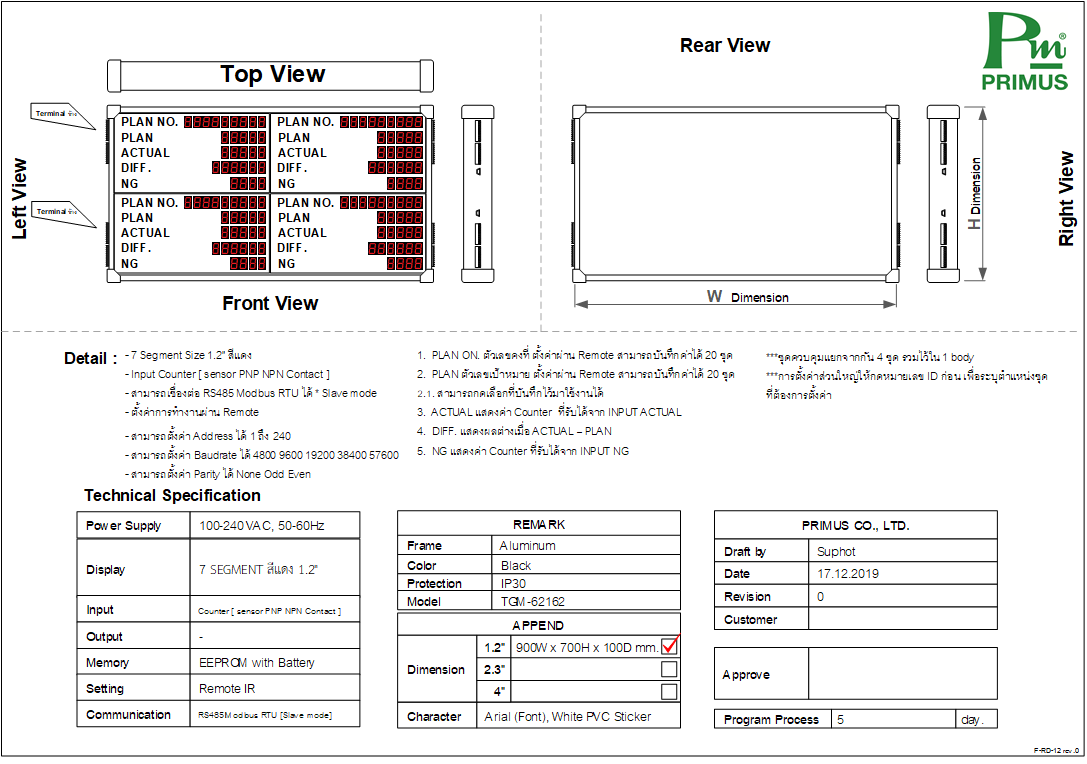 Top View
Rear View
Pm®
PRIMUS
Terminal ข้าง
Terminal ข้าง
Left View
PLAN NO.
PLAN
ACTUAL
DIFF.
NG
PLAN NO.
PLAN
ACTUAL
DIFF.
NG
PLAN NO.
PLAN
ACTUAL
DIFF.
NG
PLAN NO.
PLAN
ACTUAL
DIFF.
NG
Front View
W Dimension
H Dimension
Right View
Detail :
- 7 Segment Size 1.2" สีแดง
- Input Counter [ sensor PNP NPN Contact ]
- สามารถเชื่องต่อ RS485 Modbus RTU ได้ * Slave mode
- ตั้งค่าการทำงานผ่าน Remote
- สามารถตั้งค่า Address ได้ 1 ถึง 240
- สามารถตั้งค่า Baudrate ได้ 4800 9600 19200 38400 57600
- สามารถตั้งค่า Parity ได้ None Odd Even
1. PLAN ON. ตัวเลขคงที่ ตั้งค่าผ่าน Remote สามารถบันทึกค่าได้ 20 ชุด
2. PLAN ตัวเลขเป้าหมาย ตั้งค่าผ่าน Remote สามารถบันทึกค่าได้ 20 ชุด
2.1. สามารถกดเลือกที่บันทึกไว้มาใช้งานได้
3. ACTUAL แสดงค่า Counter ที่รับได้จาก INPUT ACTUAL
4. DIFF. แสดงผลต่างเมื่อ ACTUAL – PLAN
5. NG แสดงค่า Counter ที่รับได้จาก INPUT NG
***ชุดควบคุมแยกจากกัน 4 ชุด รวมไว้ใน 1 body
***การตั้งค่าส่วนใหญ่ให้กดหมายเลข ID ก่อน เพื่อระบุตำแหน่งชุด
ที่ต้องการตั้งค่า
Technical Specification
Power Supply 100-240 VAC, 50-60Hz
Display 7 SEGMENT สีแดง 1.2"
Input Counter [ sensor PNP NPN Contact ]
Output -
Memory EEPROM with Battery
Setting Remote IR
Communication RS485 Modbus RTU [Slave mode]
REMARK
Frame Aluminum
Color Black
Protection IP30
Model TGM-62162
APPEND
Dimension
1.2" 900W x 700H x 100D mm.
2.3"
4"
Character Arial (Font), White PVC Sticker
PRIMUS CO., LTD.
Draft by Suphot
Date 17.12.2019
Revision 0
Customer
Approve
Program Process 5 day.
F-RD-12 rev .0